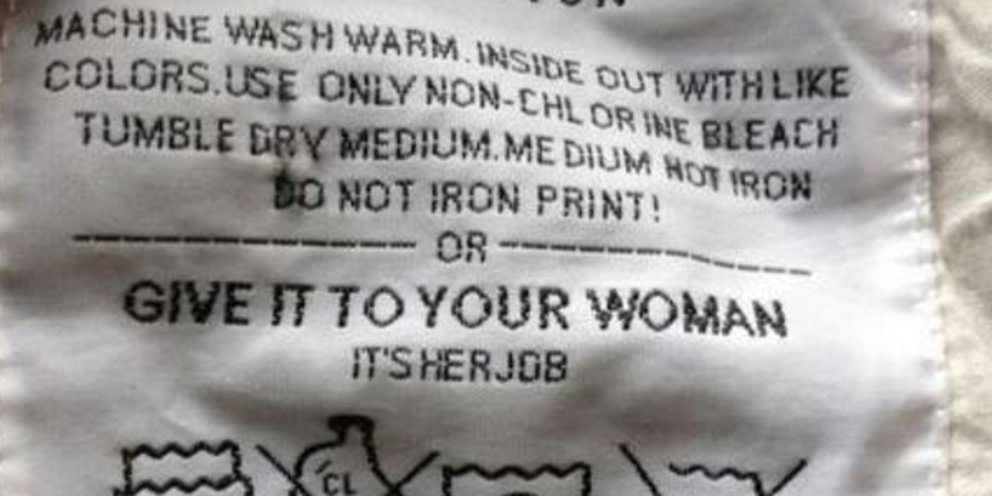 MACHINE WASH WARM. INSIDE OUT WITH LIKE
COLORS. USE ONLY NON-CHLORINE BLEACH
TUMBLE DRY MEDIUM. MEDIUM HOT IRON
DO NOT IRON PRINT!
OR
GIVE IT TO YOUR WOMAN
IT'S HER JOB
CL